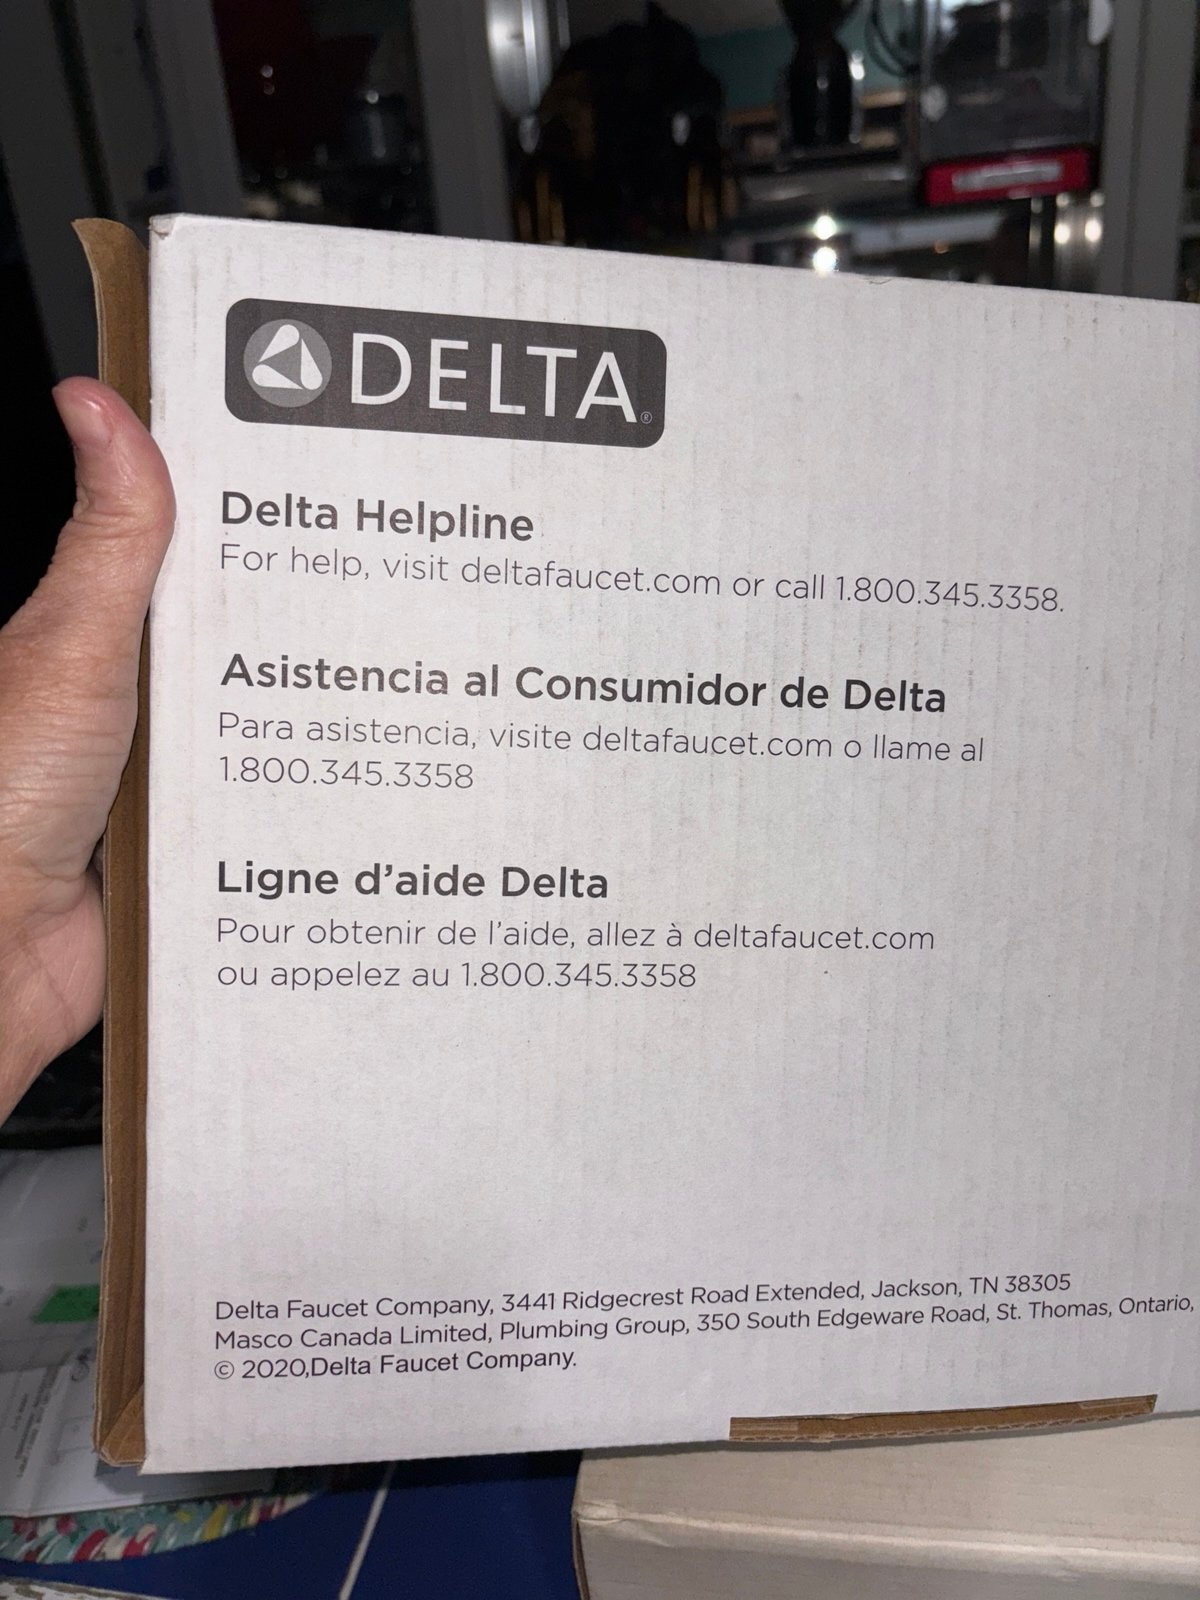 DELTA®
Delta Helpline
For help, visit deltafaucet.com or call 1.800.345.3358.
Asistencia al Consumidor de Delta
Para asistencia, visite deltafaucet.com o llame al
1.800.345.3358
Ligne d'aide Delta
Pour obtenir de l'aide, allez à deltafaucet.com
ou appelez au 1.800.345.3358
Delta Faucet Company, 3441 Ridgecrest Road Extended, Jackson, TN 38305
Masco Canada Limited, Plumbing Group, 350 South Edgeware Road, St. Thomas, Ontario,
© 2020,Delta Faucet Company.